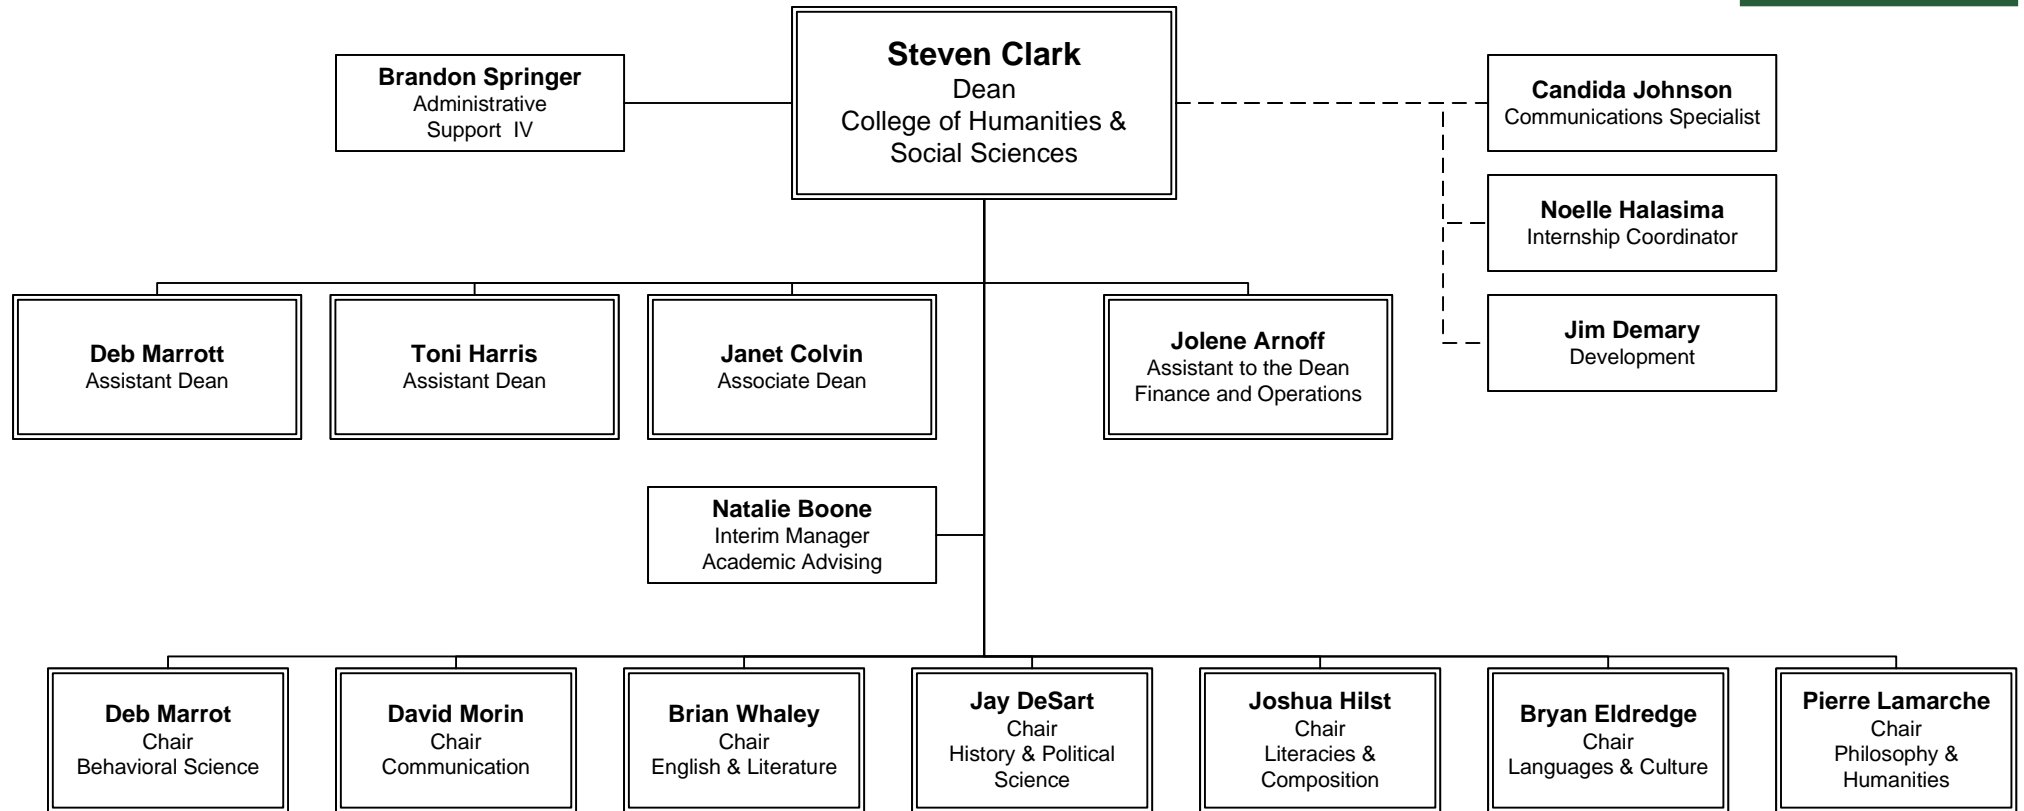 Steven Clark
Dean
College of Humanities &
Social Sciences
Brandon Springer
Administrative
Support  IV
Candida Johnson
Communications Specialist
Noelle Halasima
Internship Coordinator
Jim Demary
Development
Deb Marrott
Assistant Dean
Toni Harris
Assistant Dean
Janet Colvin
Associate Dean
Jolene Arnoff
Assistant to the Dean
Finance and Operations
Natalie Boone
Interim Manager
Academic Advising
Deb Marrot
Chair
Behavioral Science
David Morin
Chair
Communication
Brian Whaley
Chair
English & Literature
Jay DeSart
Chair
History & Political
Science
Joshua Hilst
Chair
Literacies &
Composition
Bryan Eldredge
Chair
Languages & Culture
Pierre Lamarche
Chair
Philosophy &
Humanities